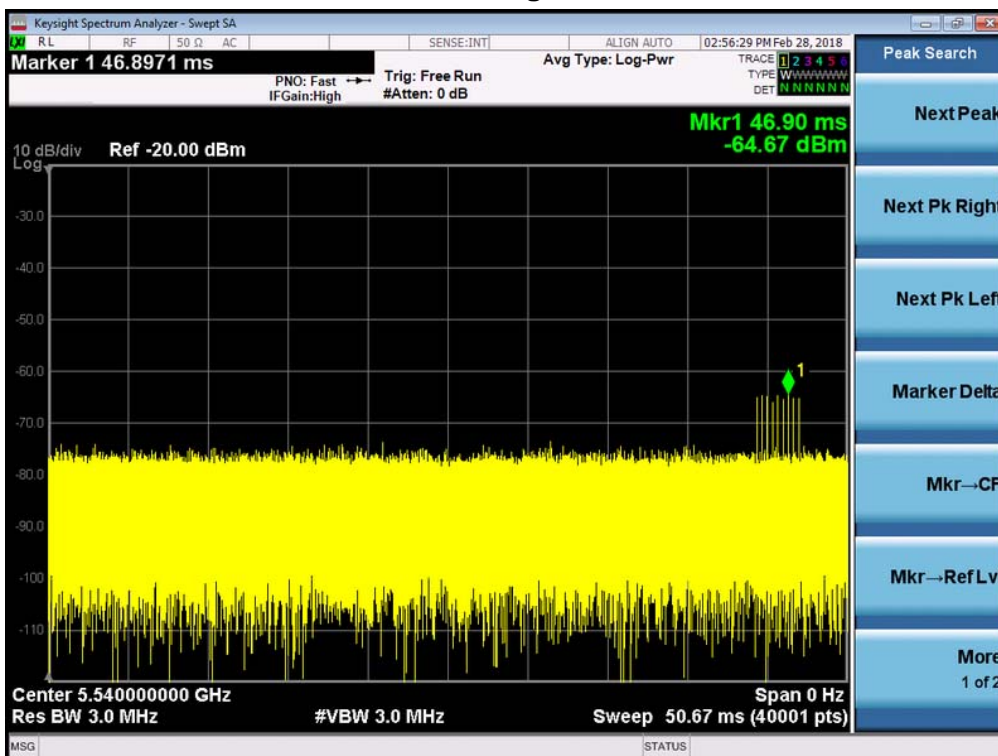 Keysight Spectrum Analyzer - Swept SA
LXI RL RF 50 Ω AC SENSE:INT ALIGN AUTO 02:56:29 PM Feb 28, 2018
Marker 1 46.8971 ms
PNO: Fast
IFGain:High
Trig: Free Run
#Atten: 0 dB
Avg Type: Log-Pwr
TRACE 1 2 3 4 5 6
TYPE WWWWWW
DET N N N N N N
Peak Search
Mkr1 46.90 ms
-64.67 dBm
10 dB/div Ref -20.00 dBm
Log
-30.0
-40.0
-50.0
-60.0
-70.0
-80.0
-90.0
-100
-110
1
Center 5.540000000 GHz Span 0 Hz
Res BW 3.0 MHz #VBW 3.0 MHz Sweep 50.67 ms (40001 pts)
MSG STATUS
Next Peak
Next Pk Right
Next Pk Left
Marker Delta
Mkr→CF
Mkr→Ref Lv
More
1 of 2